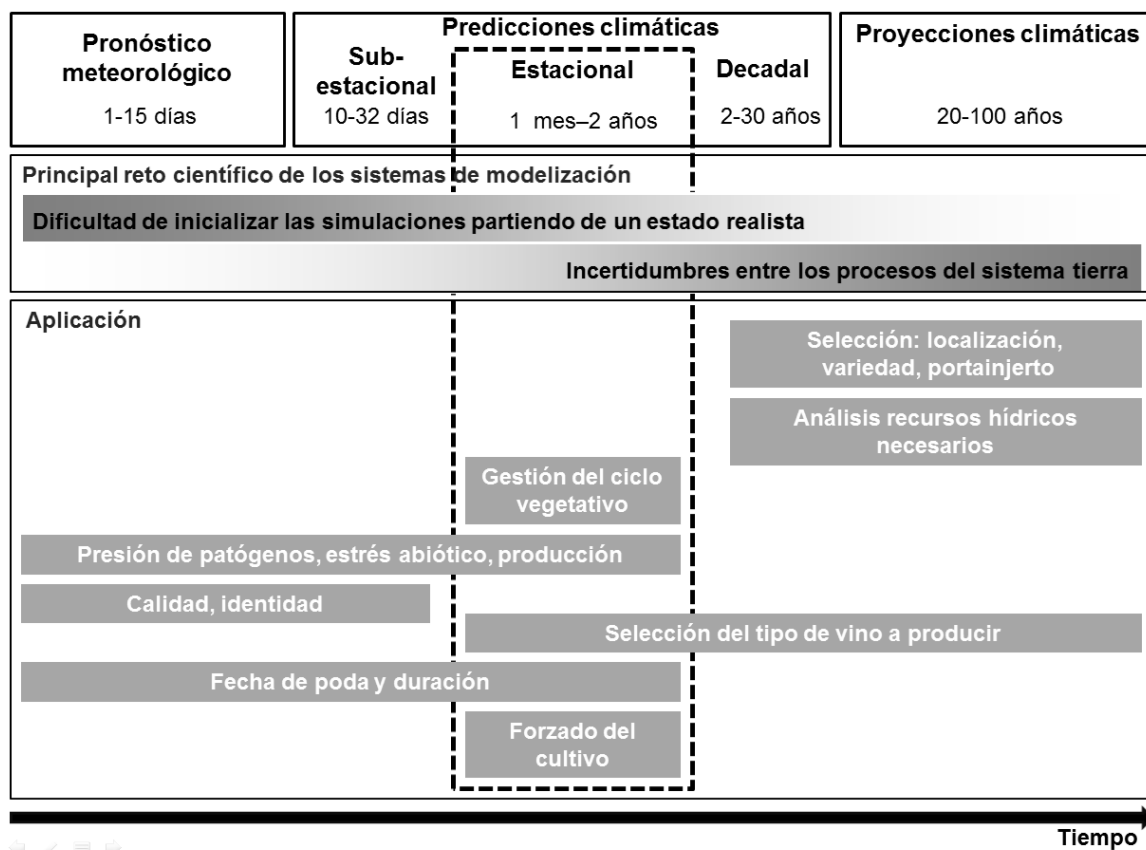 Pronóstico
meteorológico
1-15 días
Predicciones climáticas
Sub-
estacional
10-32 días
Estacional
1 mes–2 años
Decadal
2-30 años
Proyecciones climáticas
20-100 años
Principal reto científico de los sistemas de modelización
Dificultad de inicializar las simulaciones partiendo de un estado realista
Incertidumbres entre los procesos del sistema tierra
Aplicación
Selección: localización,
variedad, portainjerto
Análisis recursos hídricos
necesarios
Gestión del ciclo
vegetativo
Presión de patógenos, estrés abiótico, producción
Calidad, identidad
Selección del tipo de vino a producir
Fecha de poda y duración
Forzado del
cultivo
Tiempo